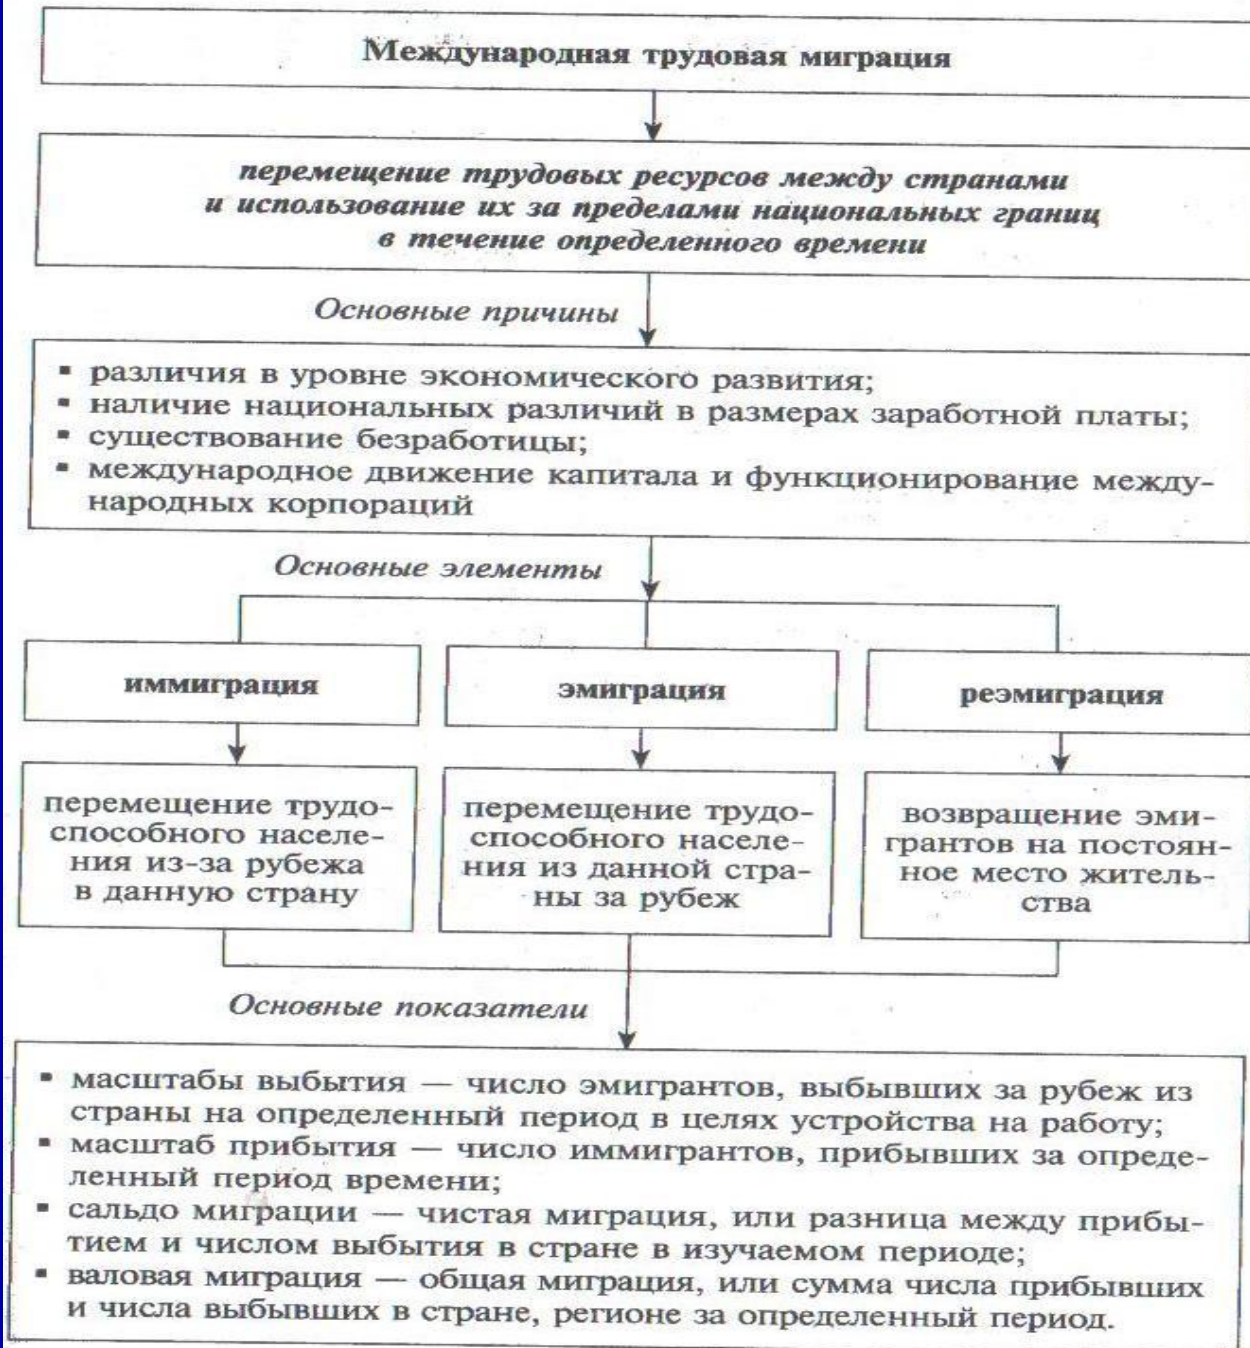 Международная трудовая миграция
перемещение трудовых ресурсов между странами
и использование их за пределами национальных границ
в течение определенного времени
Основные причины
▪ различия в уровне экономического развития;
▪ наличие национальных различий в размерах заработной платы;
▪ существование безработицы;
▪ международное движение капитала и функционирование между-
народных корпораций
Основные элементы
иммиграция
перемещение трудо-
способного населе-
ния из-за рубежа
в данную страну
эмиграция
перемещение трудо-
способного населе-
ния из данной стра-
ны за рубеж
реэмиграция
возвращение эми-
грантов на постоян-
ное место житель-
ства
Основные показатели
▪ масштабы выбытия — число эмигрантов, выбывших за рубеж из
страны на определенный период в целях устройства на работу;
▪ масштаб прибытия — число иммигрантов, прибывших за опреде-
ленный период времени;
▪ сальдо миграции — чистая миграция, или разница между прибы-
тием и числом выбытия в стране в изучаемом периоде;
▪ валовая миграция — общая миграция, или сумма числа прибывших
и числа выбывших в стране, регионе за определенный период.